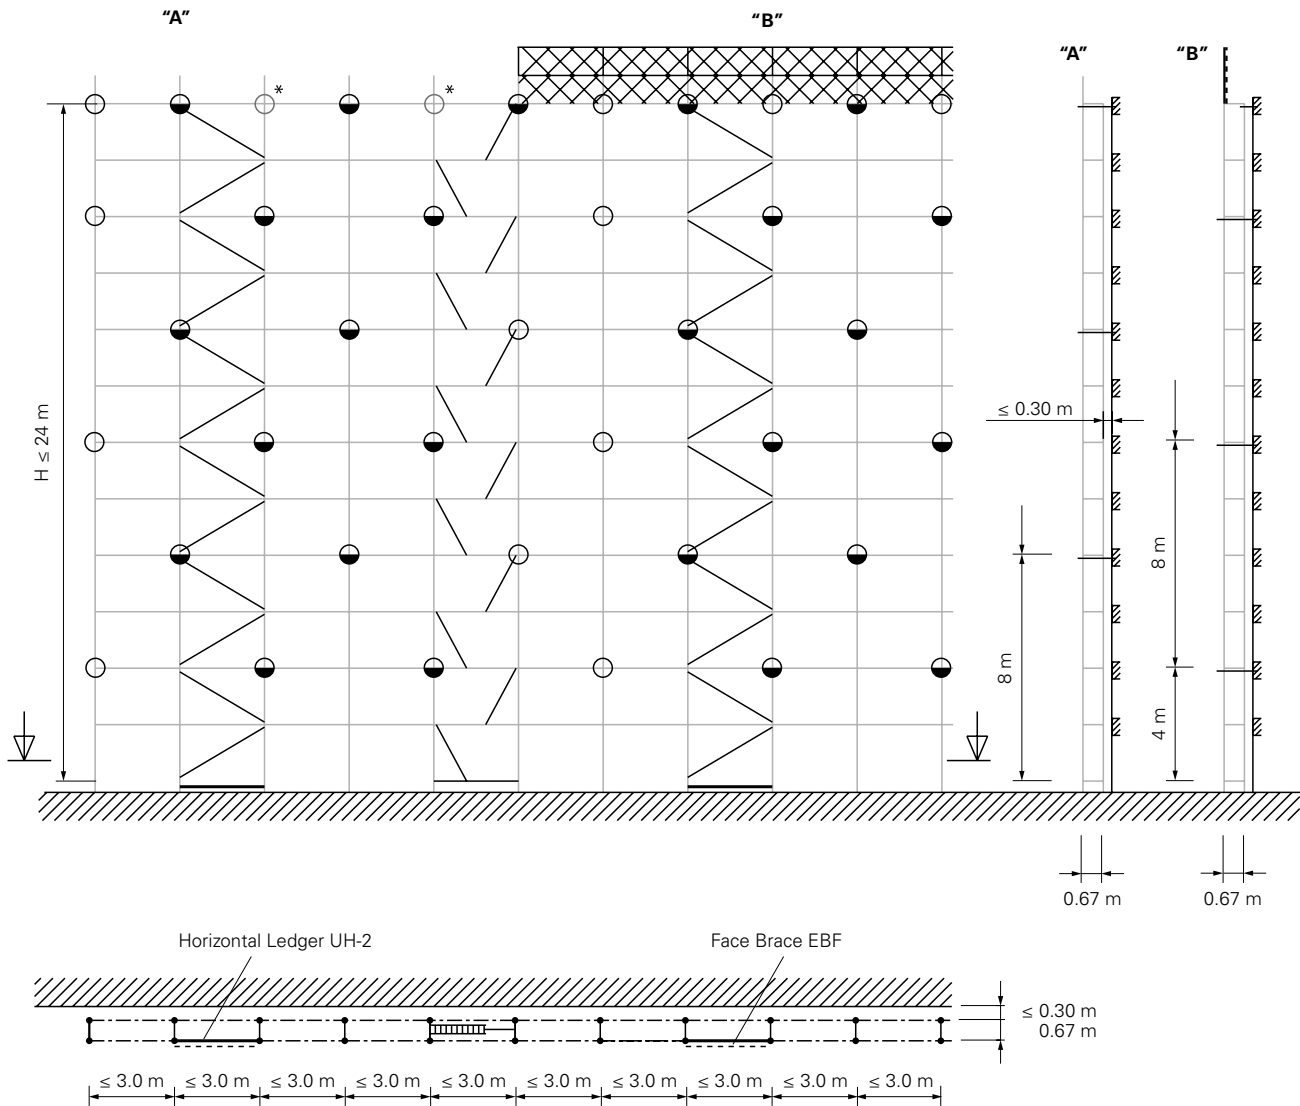 “A”
“B”
“A”
“B”
*
*
H ≤ 24 m
≤ 0.30 m
8 m
8 m
4 m
0.67 m
0.67 m
Horizontal Ledger UH-2
Face Brace EBF
≤ 0.30 m
0.67 m
≤ 3.0 m
≤ 3.0 m
≤ 3.0 m
≤ 3.0 m
≤ 3.0 m
≤ 3.0 m
≤ 3.0 m
≤ 3.0 m
≤ 3.0 m
≤ 3.0 m